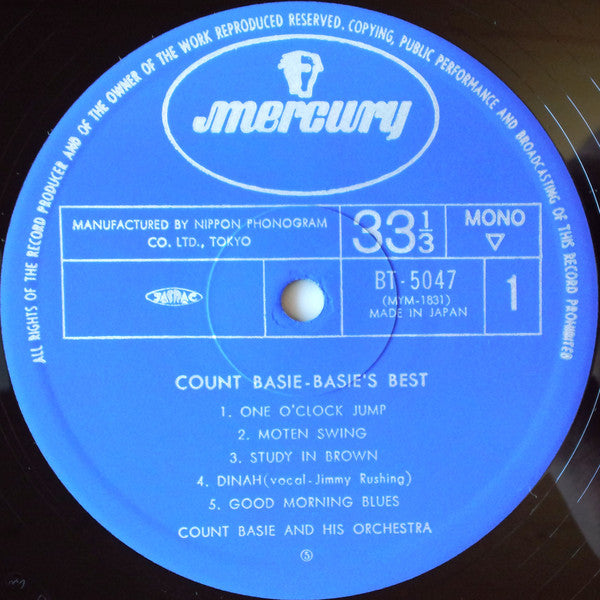 ALL RIGHTS OF THE RECORD PRODUCER AND OF THE OWNER OF THE WORK REPRODUCED RESERVED. COPYING, PUBLIC PERFORMANCE AND BROADCASTING OF THIS RECORD PROHIBITED
mercury
MANUFACTURED BY NIPPON PHONOGRAM
CO. LTD., TOKYO
33 1/3
MONO
▽
JASRAC
BT-5047
(MYM-1831)
MADE IN JAPAN
1
COUNT BASIE-BASIE'S BEST
1. ONE O'CLOCK JUMP
2. MOTEN SWING
3. STUDY IN BROWN
4. DINAH(vocal-Jimmy Rushing)
5. GOOD MORNING BLUES
COUNT BASIE AND HIS ORCHESTRA
Ⓢ